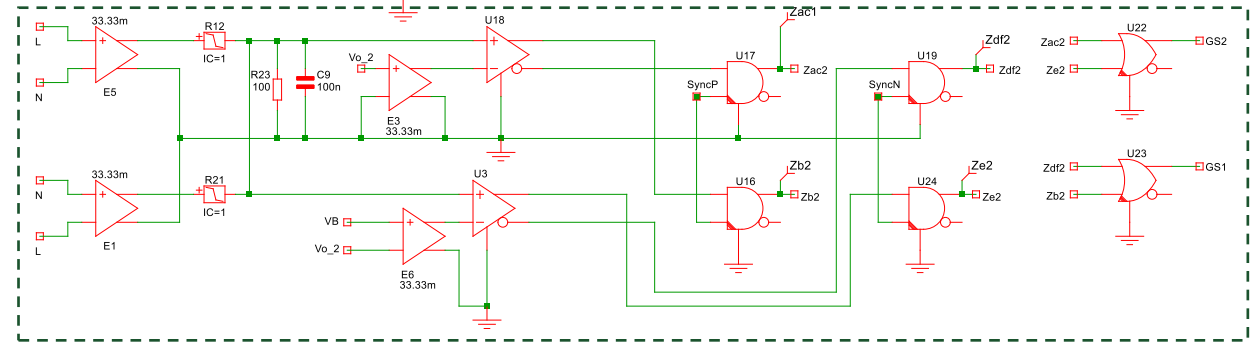 Zac1
33.33m
R12
U18
U22
L
IC=1
Vo_2
U17
U19
Zdf2
Zac2
GS2
R23
100
C9
100n
Zac2
Zdf2
Ze2
N
E5
SyncP
SyncN
E3
33.33m
33.33m
R21
U3
Zb2
Ze2
U23
N
U16
U24
Zdf2
GS1
IC=1
Zb2
Ze2
Zb2
VB
L
E1
Vo_2
E6
33.33m